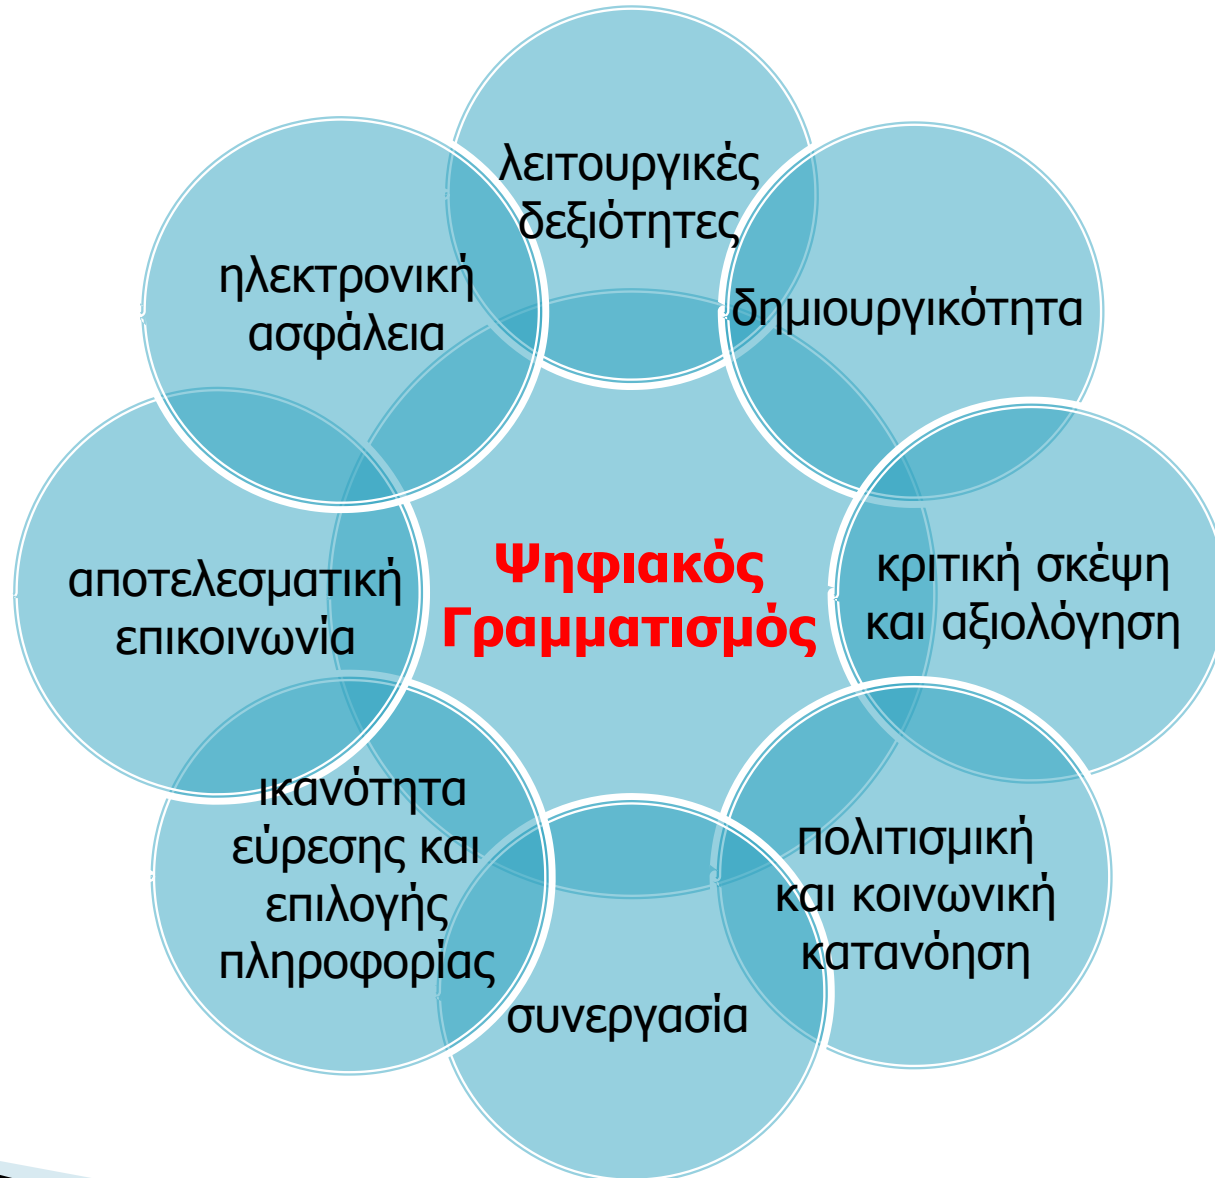 λειτουργικές
δεξιότητες
δημιουργικότητα
κριτική σκέψη
και αξιολόγηση
πολιτισμική
και κοινωνική
κατανόηση
συνεργασία
ικανότητα
εύρεσης και
επιλογής
πληροφορίας
αποτελεσματική
επικοινωνία
ηλεκτρονική
ασφάλεια
Ψηφιακός
Γραμματισμός